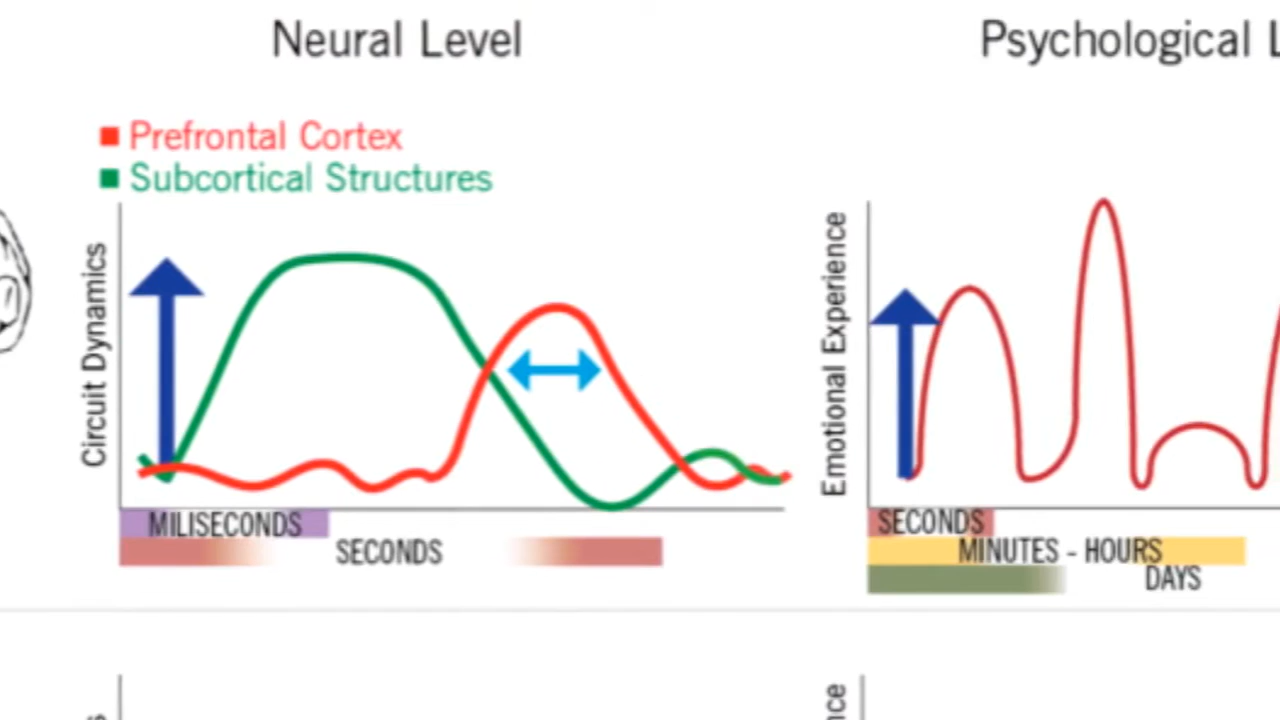 Neural Level
Psychological L
Prefrontal Cortex
Subcortical Structures
Circuit Dynamics
Emotional Experience
MILISECONDS
SECONDS
SECONDS
MINUTES - HOURS
DAYS